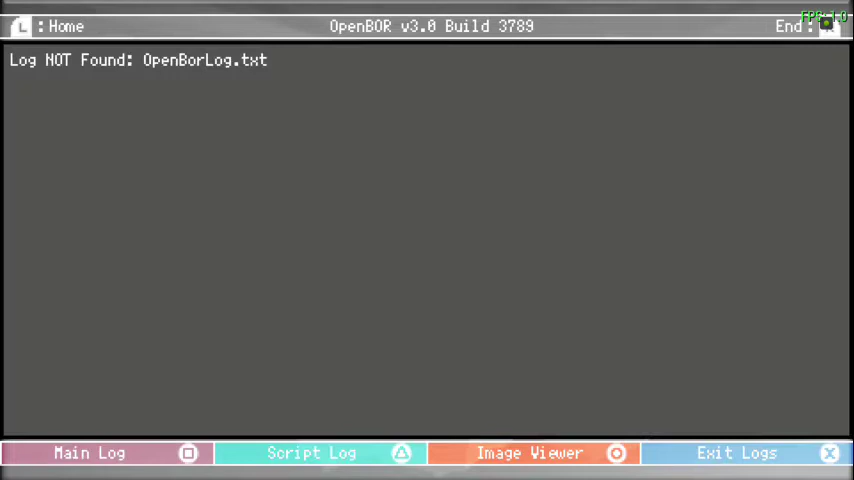 L : Home
OpenBOR v3.0 Build 3789
End :
FPS: 1.0
Log NOT Found: OpenBorLog.txt
Main Log
Script Log
Image Viewer
Exit Logs